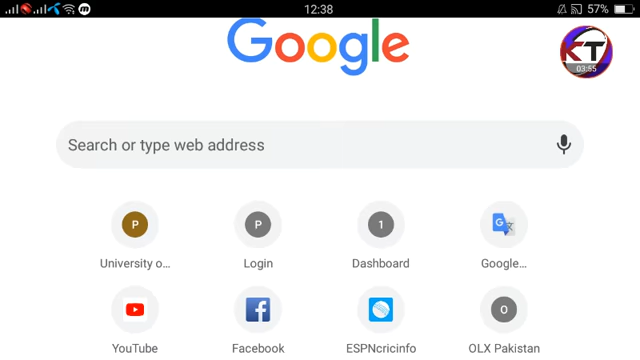 12:38
57%
Google
KT
03:55
Search or type web address
P P 1 G
University o... Login Dashboard Google...
O
YouTube Facebook ESPNcricinfo OLX Pakistan